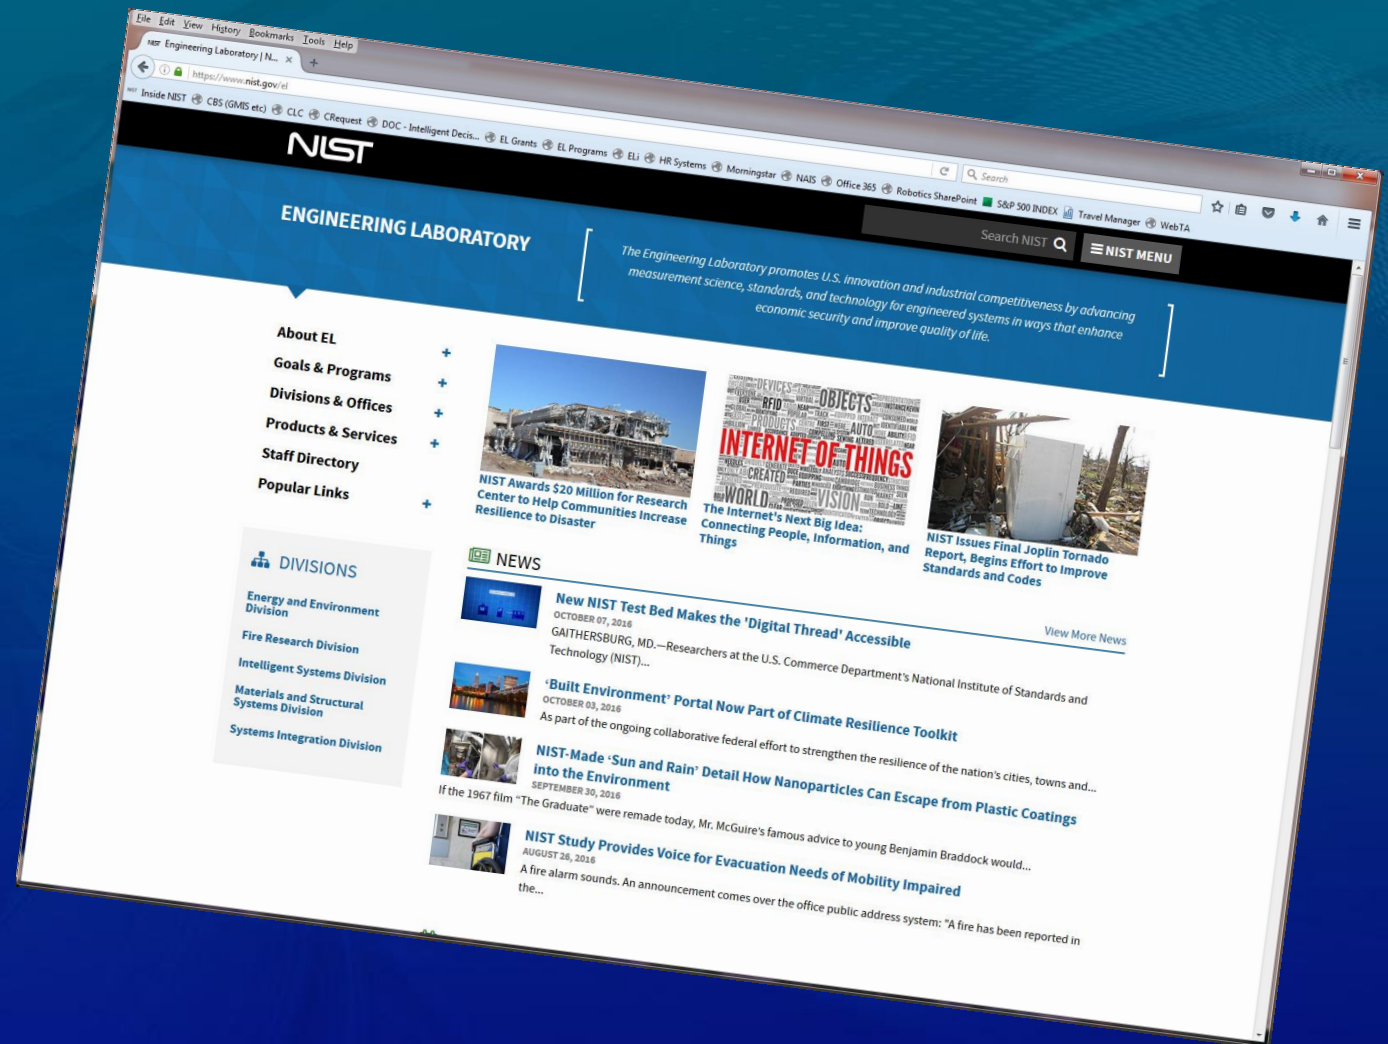 File Edit View History Bookmarks Tools Help
NIST Engineering Laboratory | N... × +
https://www.nist.gov/el
Search
NIST Inside NIST CBS (GMIS etc) CLC CRequest DOC - Intelligent Decis... EL Grants EL Programs ELi HR Systems Morningstar NAIS Office 365 Robotics SharePoint S&P 500 INDEX Travel Manager WebTA
NIST
Search NIST
NIST MENU
ENGINEERING LABORATORY
The Engineering Laboratory promotes U.S. innovation and industrial competitiveness by advancing
measurement science, standards, and technology for engineered systems in ways that enhance
economic security and improve quality of life.
About EL +
Goals & Programs +
Divisions & Offices +
Products & Services +
Staff Directory
Popular Links +
DIVISIONS
Energy and Environment
Division
Fire Research Division
Intelligent Systems Division
Materials and Structural
Systems Division
Systems Integration Division
NIST Awards $20 Million for Research
Center to Help Communities Increase
Resilience to Disaster
DEVICES
OBJECTS
RFID
PRODUCTS
AUTO
INTERNET OF THINGS
CREATED
WORLD
VISION
The Internet's Next Big Idea:
Connecting People, Information, and
Things
NIST Issues Final Joplin Tornado
Report, Begins Effort to Improve
Standards and Codes
NEWS
View More News
New NIST Test Bed Makes the 'Digital Thread' Accessible
OCTOBER 07, 2016
GAITHERSBURG, MD.—Researchers at the U.S. Commerce Department's National Institute of Standards and
Technology (NIST)...
‘Built Environment’ Portal Now Part of Climate Resilience Toolkit
OCTOBER 03, 2016
As part of the ongoing collaborative federal effort to strengthen the resilience of the nation's cities, towns and...
NIST-Made ‘Sun and Rain’ Detail How Nanoparticles Can Escape from Plastic Coatings
into the Environment
SEPTEMBER 30, 2016
If the 1967 film “The Graduate” were remade today, Mr. McGuire's famous advice to young Benjamin Braddock would...
NIST Study Provides Voice for Evacuation Needs of Mobility Impaired
AUGUST 26, 2016
A fire alarm sounds. An announcement comes over the office public address system: "A fire has been reported in
the...